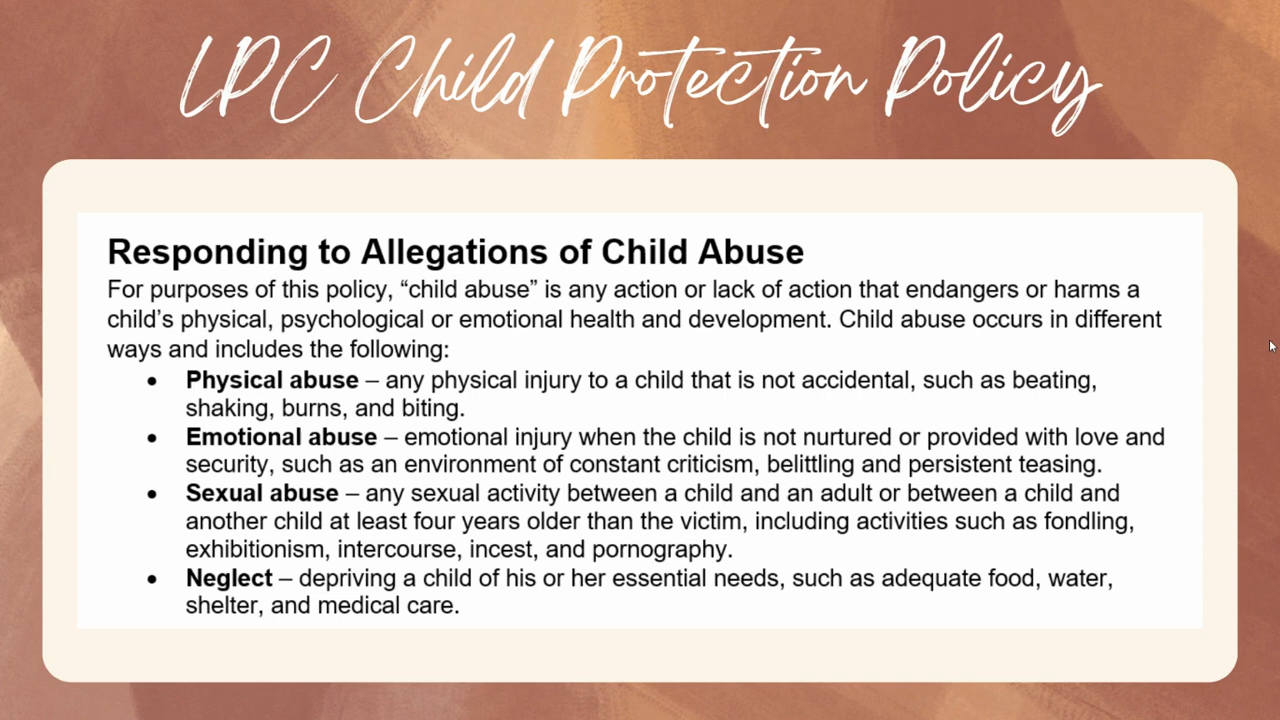 LPC Child Protection Policy
Responding to Allegations of Child Abuse
For purposes of this policy, “child abuse” is any action or lack of action that endangers or harms a
child’s physical, psychological or emotional health and development. Child abuse occurs in different
ways and includes the following:
• Physical abuse – any physical injury to a child that is not accidental, such as beating,
shaking, burns, and biting.
• Emotional abuse – emotional injury when the child is not nurtured or provided with love and
security, such as an environment of constant criticism, belittling and persistent teasing.
• Sexual abuse – any sexual activity between a child and an adult or between a child and
another child at least four years older than the victim, including activities such as fondling,
exhibitionism, intercourse, incest, and pornography.
• Neglect – depriving a child of his or her essential needs, such as adequate food, water,
shelter, and medical care.